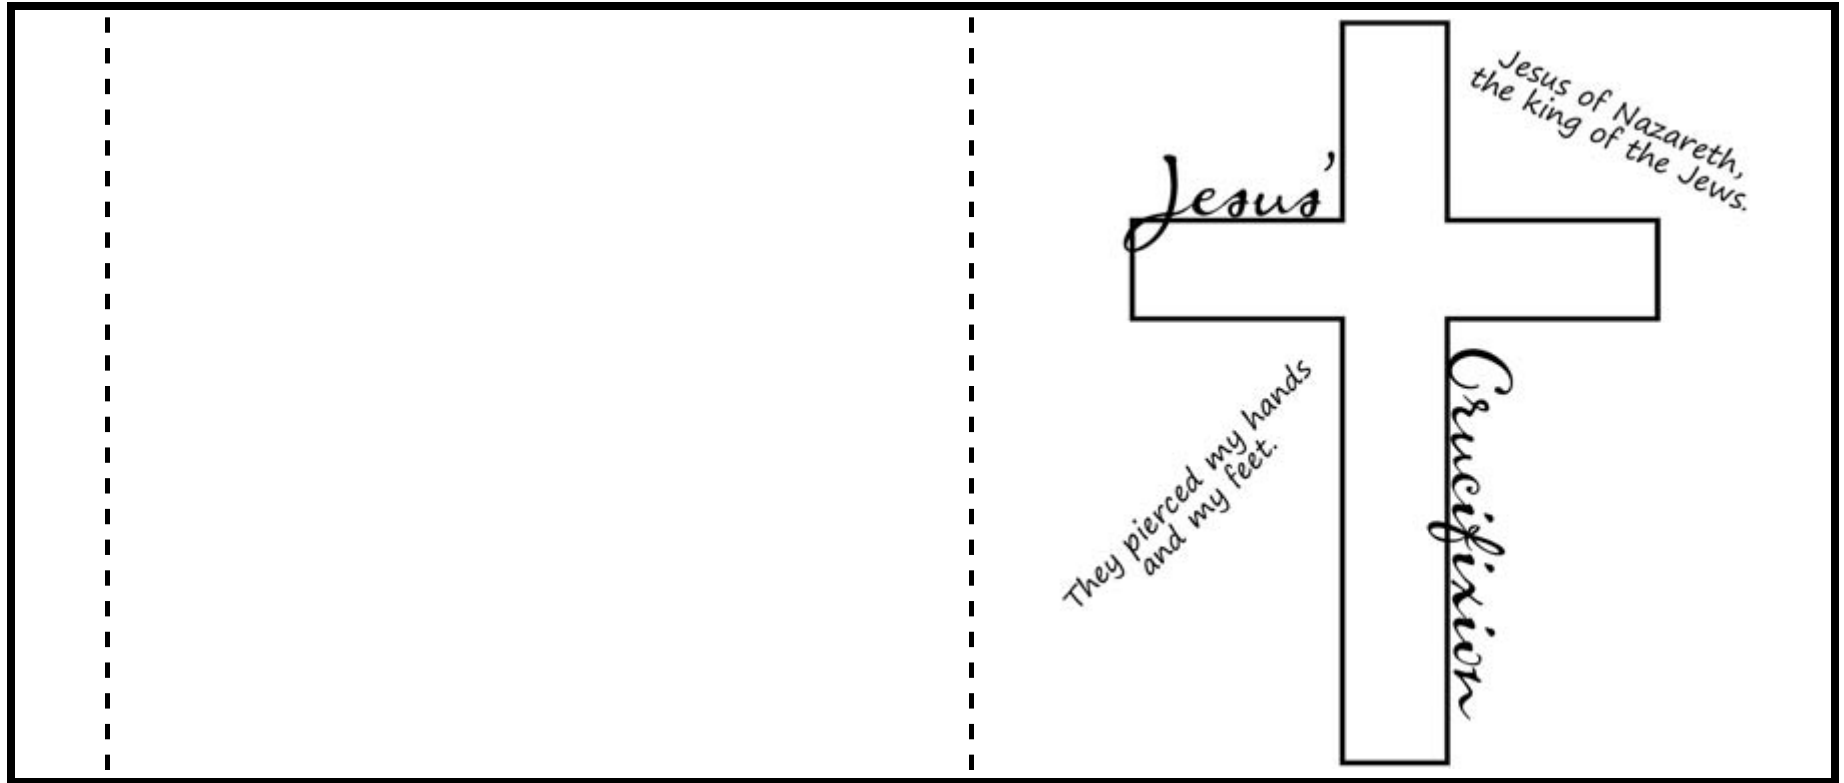 Jesus of Nazareth,
the king of the Jews.
Jesus’
Crucifixion
They pierced my hands
and my feet.